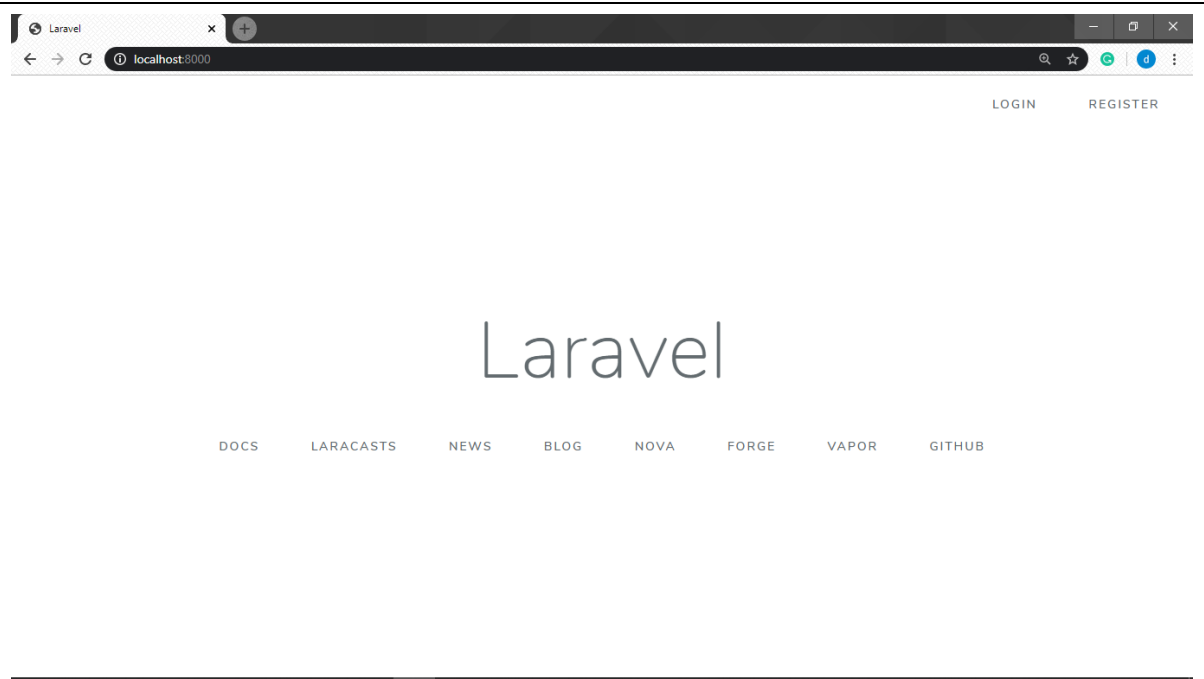 Laravel
localhost:8000
d
LOGIN REGISTER
Laravel
DOCS LARACASTS NEWS BLOG NOVA FORGE VAPOR GITHUB